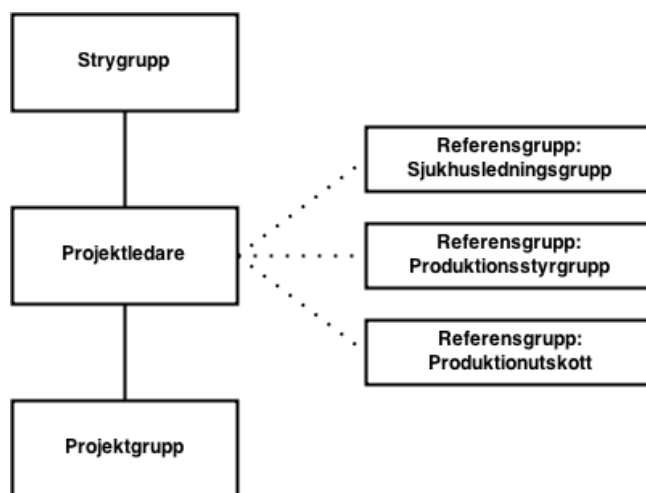 Strygrupp
Referensgrupp:
Sjukhusledningsgrupp
Projektledare
Referensgrupp:
Produktionsstyrgrupp
Referensgrupp:
Produktionutskott
Projektgrupp